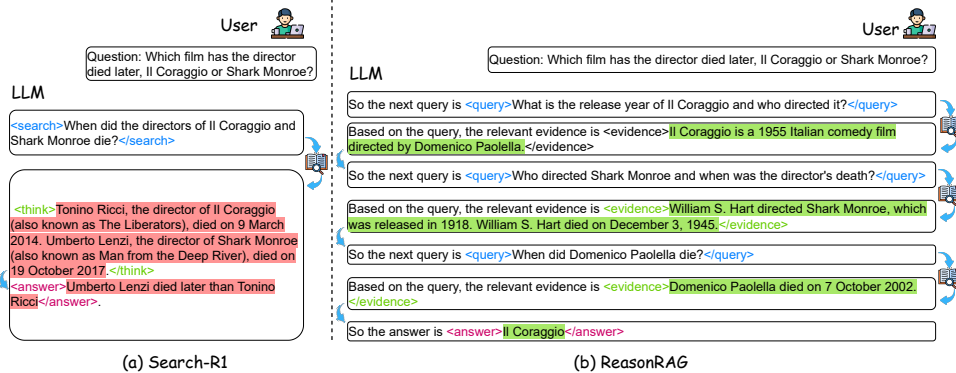 User
Question: Which film has the director
died later, Il Coraggio or Shark Monroe?
LLM
<search>When did the directors of Il Coraggio and
Shark Monroe die?</search>
<think>Tonino Ricci, the director of Il Coraggio
(also known as The Liberators), died on 9 March
2014. Umberto Lenzi, the director of Shark Monroe
(also known as Man from the Deep River), died on
19 October 2017.</think>
<answer>Umberto Lenzi died later than Tonino
Ricci</answer>.
(a) Search-R1
User
Question: Which film has the director died later, Il Coraggio or Shark Monroe?
LLM
So the next query is <query>What is the release year of Il Coraggio and who directed it?</query>
Based on the query, the relevant evidence is <evidence>Il Coraggio is a 1955 Italian comedy film
directed by Domenico Paolella.</evidence>
So the next query is <query>Who directed Shark Monroe and when was the director's death?</query>
Based on the query, the relevant evidence is <evidence>William S. Hart directed Shark Monroe, which
was released in 1918. William S. Hart died on December 3, 1945.</evidence>
So the next query is <query>When did Domenico Paolella die?</query>
Based on the query, the relevant evidence is <evidence>Domenico Paolella died on 7 October 2002.
</evidence>
So the answer is <answer>Il Coraggio</answer>
(b) ReasonRAG